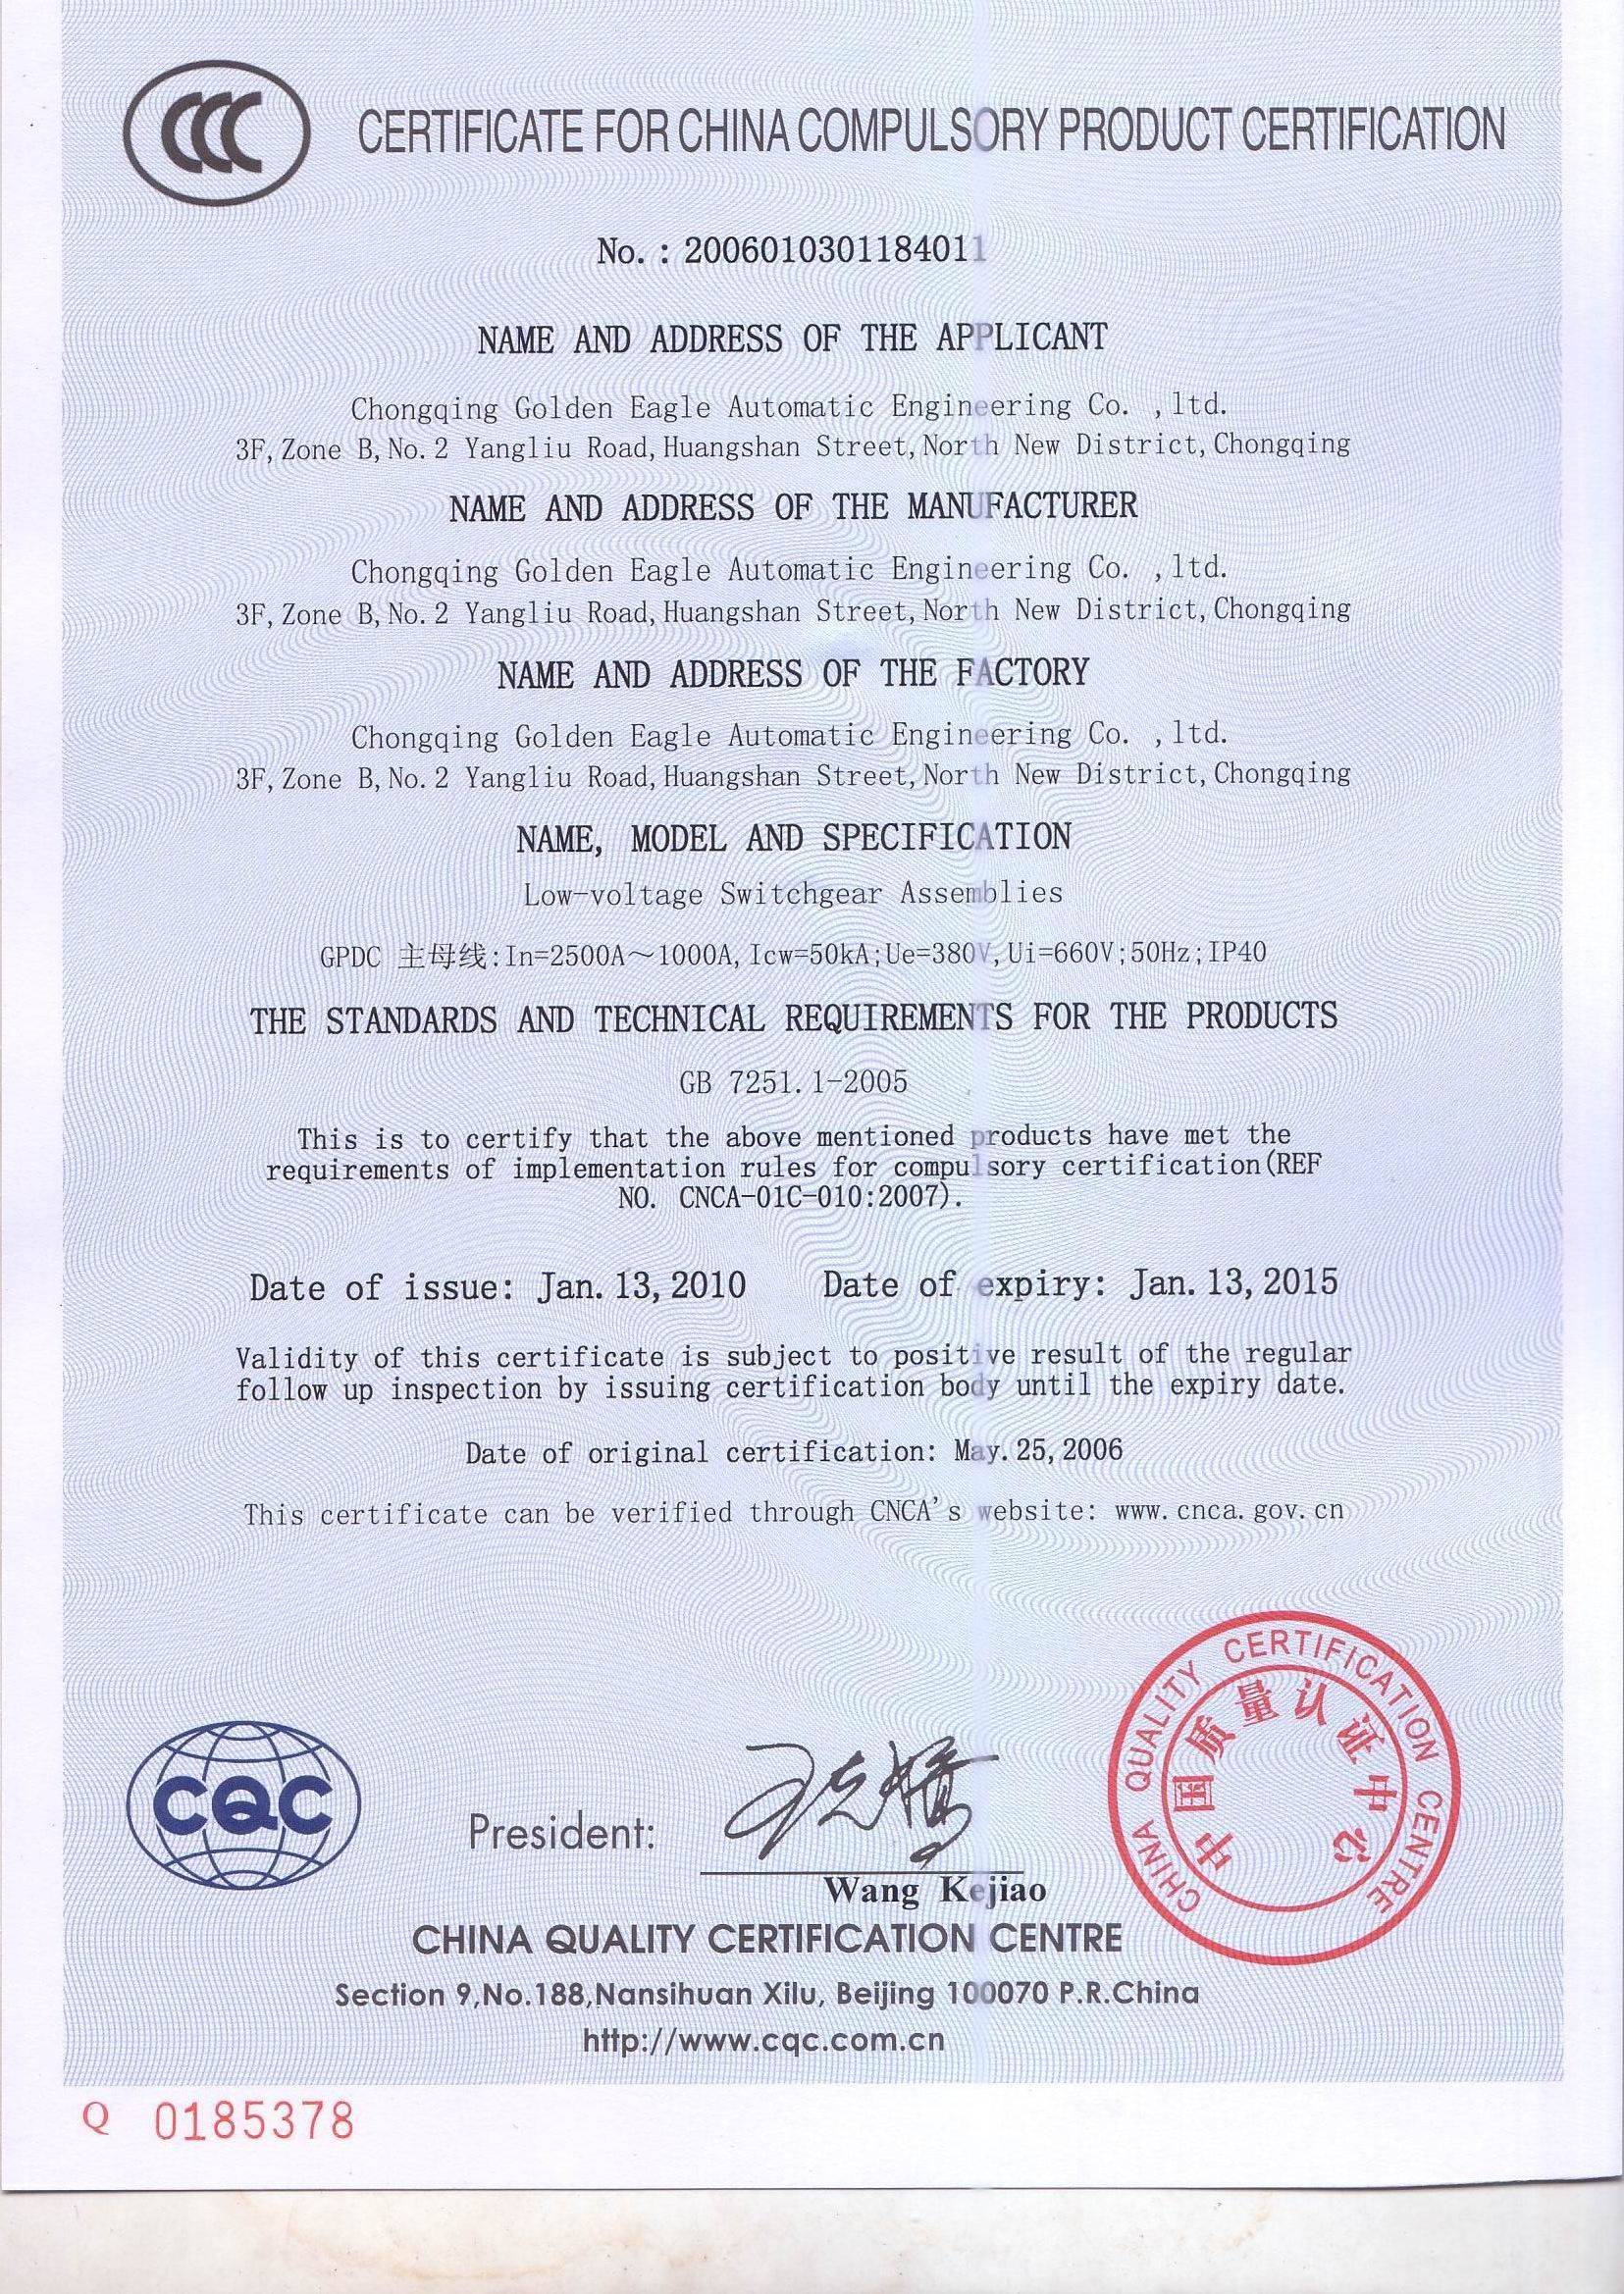 CCC
CERTIFICATE FOR CHINA COMPULSORY PRODUCT CERTIFICATION
No. : 2006010301184011
NAME AND ADDRESS OF THE APPLICANT
Chongqing Golden Eagle Automatic Engineering Co. ,ltd.
3F, Zone B, No. 2 Yangliu Road, Huangshan Street, North New District, Chongqing
NAME AND ADDRESS OF THE MANUFACTURER
Chongqing Golden Eagle Automatic Engineering Co. ,ltd.
3F, Zone B, No. 2 Yangliu Road, Huangshan Street, North New District, Chongqing
NAME AND ADDRESS OF THE FACTORY
Chongqing Golden Eagle Automatic Engineering Co. ,ltd.
3F, Zone B, No. 2 Yangliu Road, Huangshan Street, North New District, Chongqing
NAME, MODEL AND SPECIFICATION
Low-voltage Switchgear Assemblies
GPDC 主母线:In=2500A～1000A, Icw=50kA;Ue=380V, Ui=660V;50Hz;IP40
THE STANDARDS AND TECHNICAL REQUIREMENTS FOR THE PRODUCTS
GB 7251.1-2005
This is to certify that the above mentioned products have met the
requirements of implementation rules for compulsory certification(REF
NO. CNCA-01C-010:2007).
Date of issue: Jan. 13, 2010 Date of expiry: Jan. 13, 2015
Validity of this certificate is subject to positive result of the regular
follow up inspection by issuing certification body until the expiry date.
Date of original certification: May. 25, 2006
This certificate can be verified through CNCA's website: www.cnca.gov.cn
CHINA QUALITY CERTIFICATION CENTRE
中国质量认证中心
CQC
President:
Wang Kejiao
CHINA QUALITY CERTIFICATION CENTRE
Section 9,No.188,Nansihuan Xilu, Beijing 100070 P.R.China
http://www.cqc.com.cn
Q 0185378